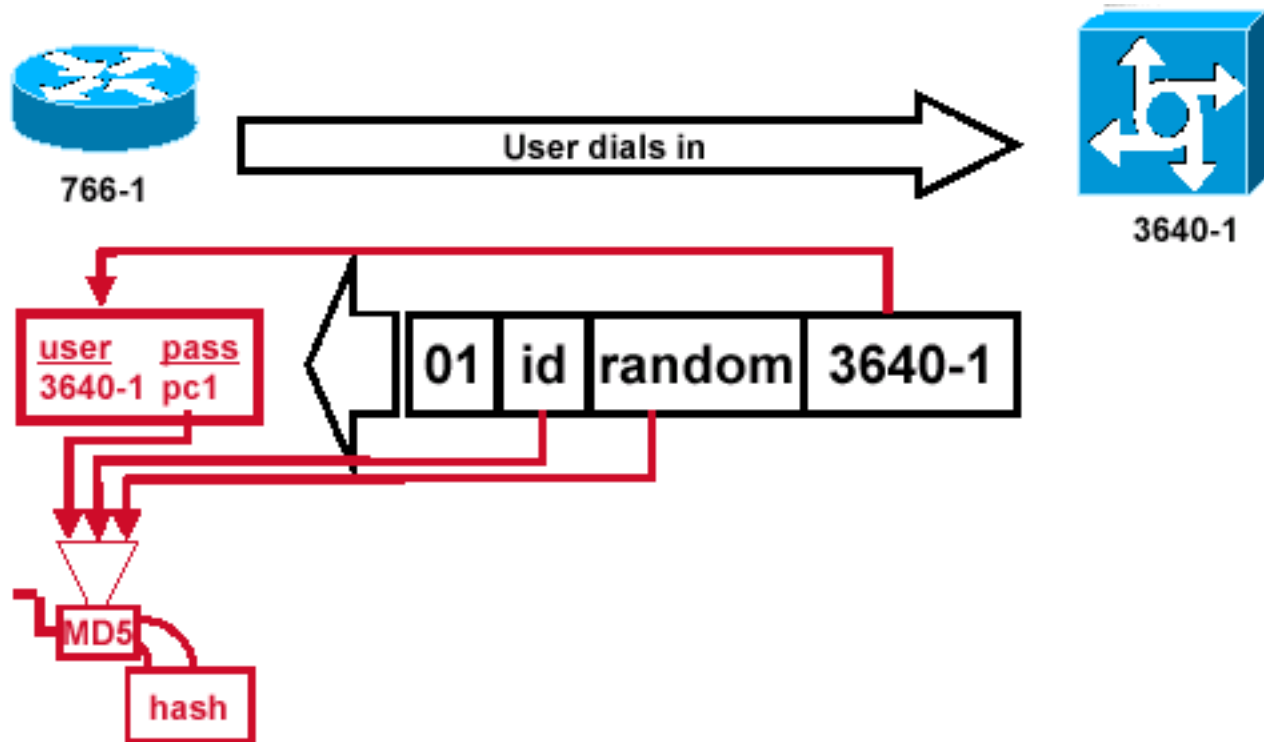 User dials in
766-1
3640-1
user pass
3640-1 pc1
01 id random 3640-1
MD5
hash